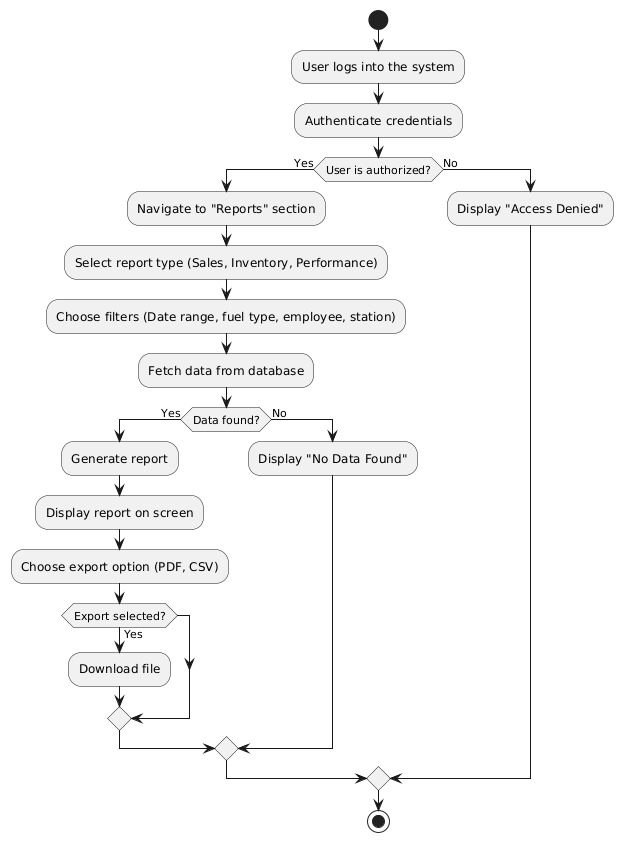 User logs into the system
Authenticate credentials
Yes
User is authorized?
No
Navigate to "Reports" section
Display "Access Denied"
Select report type (Sales, Inventory, Performance)
Choose filters (Date range, fuel type, employee, station)
Fetch data from database
Yes
Data found?
No
Generate report
Display "No Data Found"
Display report on screen
Choose export option (PDF, CSV)
Export selected?
Yes
Download file